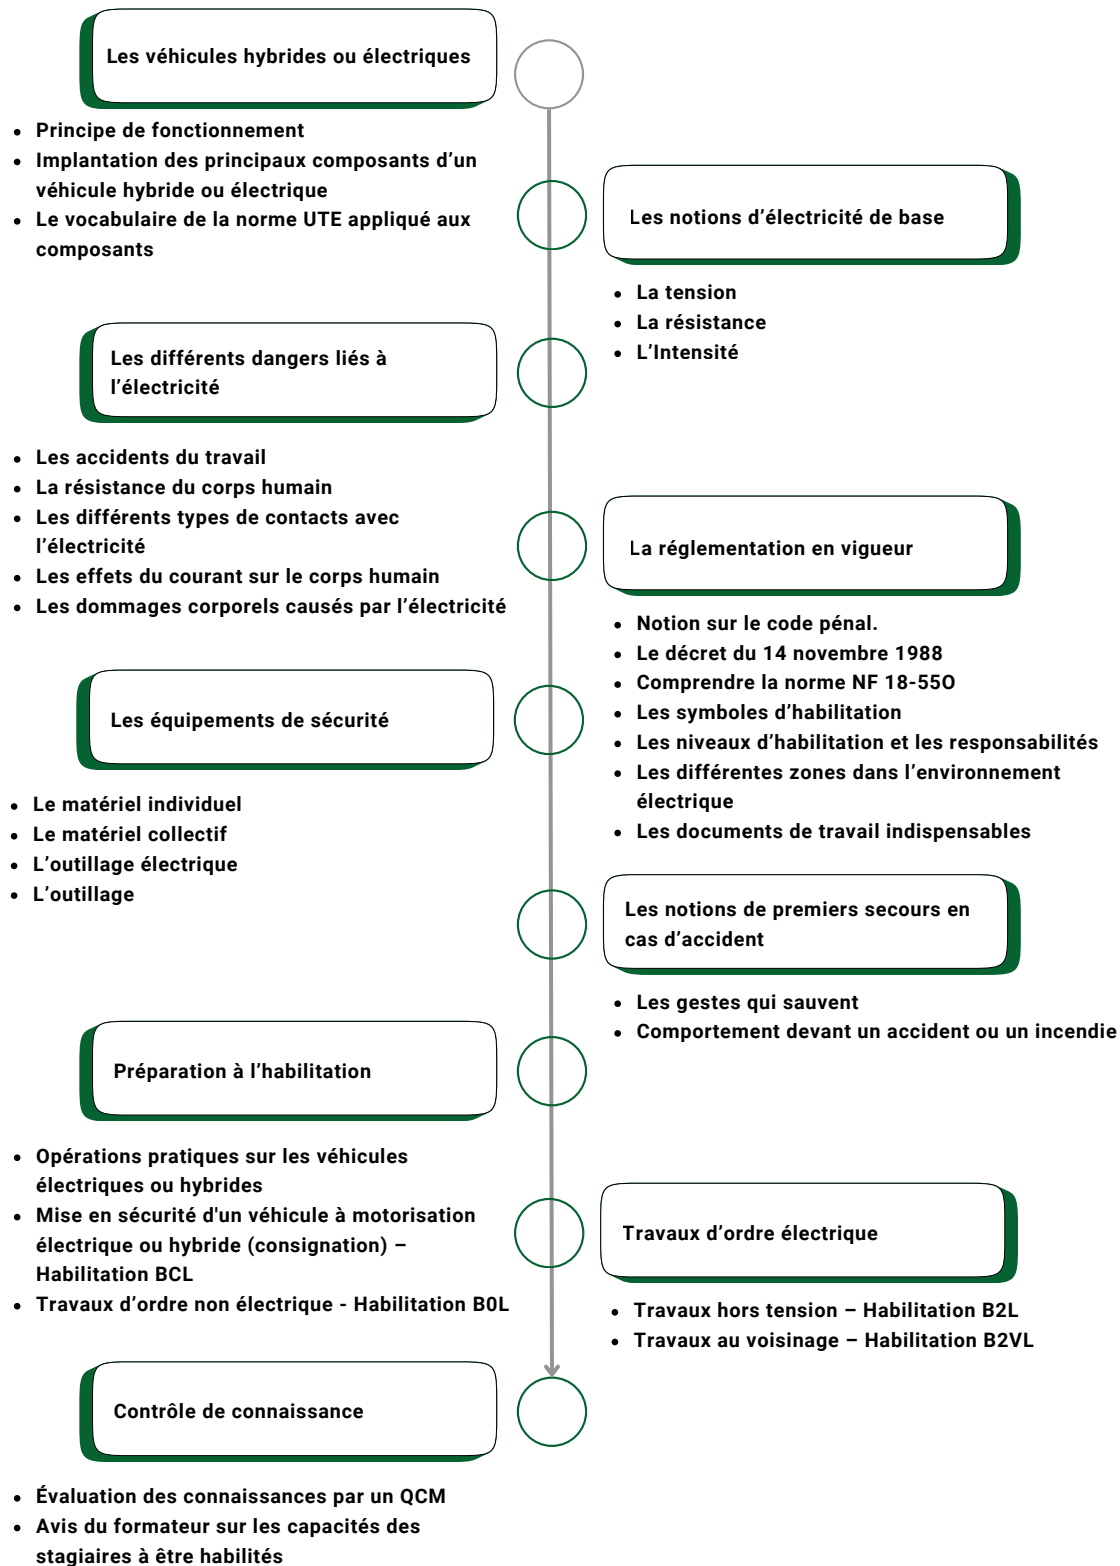 Les véhicules hybrides ou électriques
• Principe de fonctionnement
• Implantation des principaux composants d’un
véhicule hybride ou électrique
• Le vocabulaire de la norme UTE appliqué aux
composants
Les notions d’électricité de base
• La tension
• La résistance
• L’Intensité
Les différents dangers liés à
l’électricité
• Les accidents du travail
• La résistance du corps humain
• Les différents types de contacts avec
l’électricité
• Les effets du courant sur le corps humain
• Les dommages corporels causés par l’électricité
La réglementation en vigueur
• Notion sur le code pénal.
• Le décret du 14 novembre 1988
• Comprendre la norme NF 18-55O
• Les symboles d’habilitation
• Les niveaux d’habilitation et les responsabilités
• Les différentes zones dans l’environnement
électrique
• Les documents de travail indispensables
Les équipements de sécurité
• Le matériel individuel
• Le matériel collectif
• L’outillage électrique
• L’outillage
Les notions de premiers secours en
cas d’accident
• Les gestes qui sauvent
• Comportement devant un accident ou un incendie
Préparation à l’habilitation
• Opérations pratiques sur les véhicules
électriques ou hybrides
• Mise en sécurité d'un véhicule à motorisation
électrique ou hybride (consignation) –
Habilitation BCL
• Travaux d’ordre non électrique - Habilitation B0L
Travaux d’ordre électrique
• Travaux hors tension – Habilitation B2L
• Travaux au voisinage – Habilitation B2VL
Contrôle de connaissance
• Évaluation des connaissances par un QCM
• Avis du formateur sur les capacités des
stagiaires à être habilités